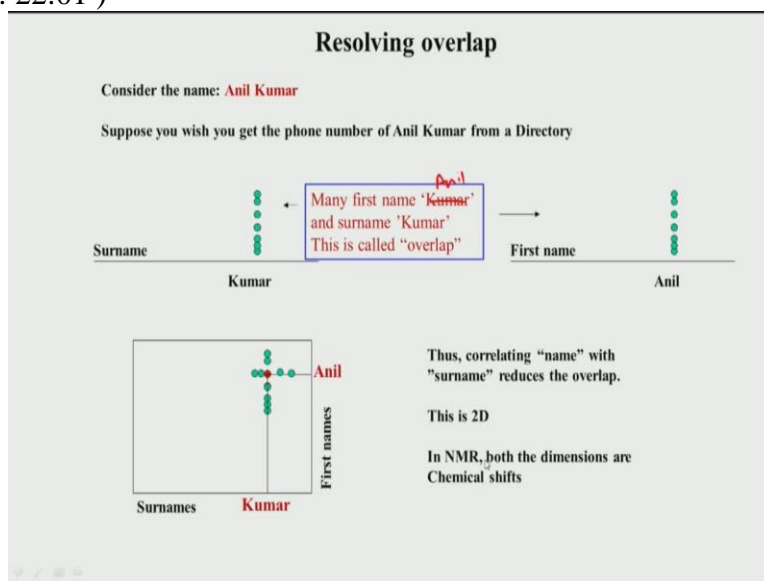 : 22:01 )
Resolving overlap
Consider the name: Anil Kumar
Suppose you wish you get the phone number of Anil Kumar from a Directory
Anil
Many first name ‘Kumar’
and surname ’Kumar’
This is called “overlap”
Surname
Kumar
First name
Anil
Anil
First names
Surnames
Kumar
Thus, correlating “name” with
”surname” reduces the overlap.
This is 2D
In NMR, both the dimensions are
Chemical shifts